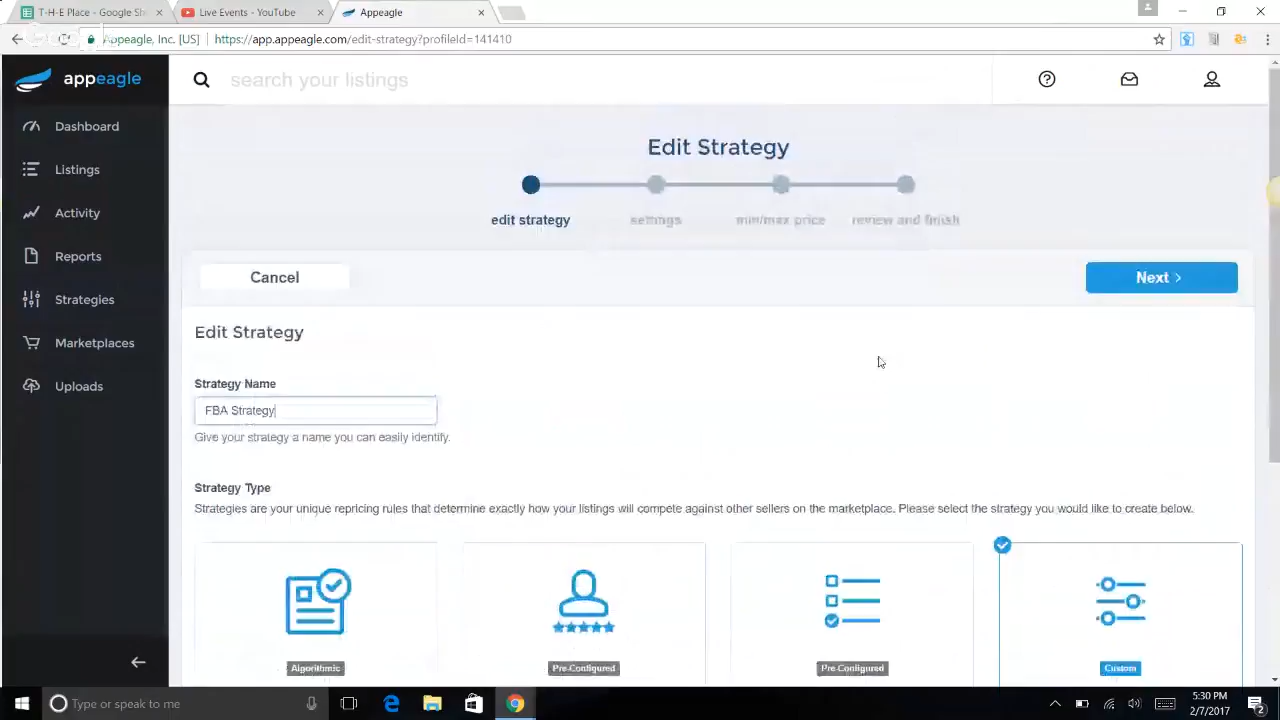 T-H-E Place - Google Sh
Live Events - YouTube
Appeagle
Appeagle, Inc. [US]
https://app.appeagle.com/edit-strategy?profileId=141410
appeagle
search your listings
Dashboard
Listings
Activity
Reports
Strategies
Marketplaces
Uploads
Edit Strategy
edit strategy
settings
min/max price
review and finish
Cancel
Next
Edit Strategy
Strategy Name
FBA Strategy
Give your strategy a name you can easily identify.
Strategy Type
Strategies are your unique repricing rules that determine exactly how your listings will compete against other sellers on the marketplace. Please select the strategy you would like to create below.
Algorithmic
Pre-Configured
Pre-Configured
Custom
Type or speak to me
5:30 PM
2/7/2017
2